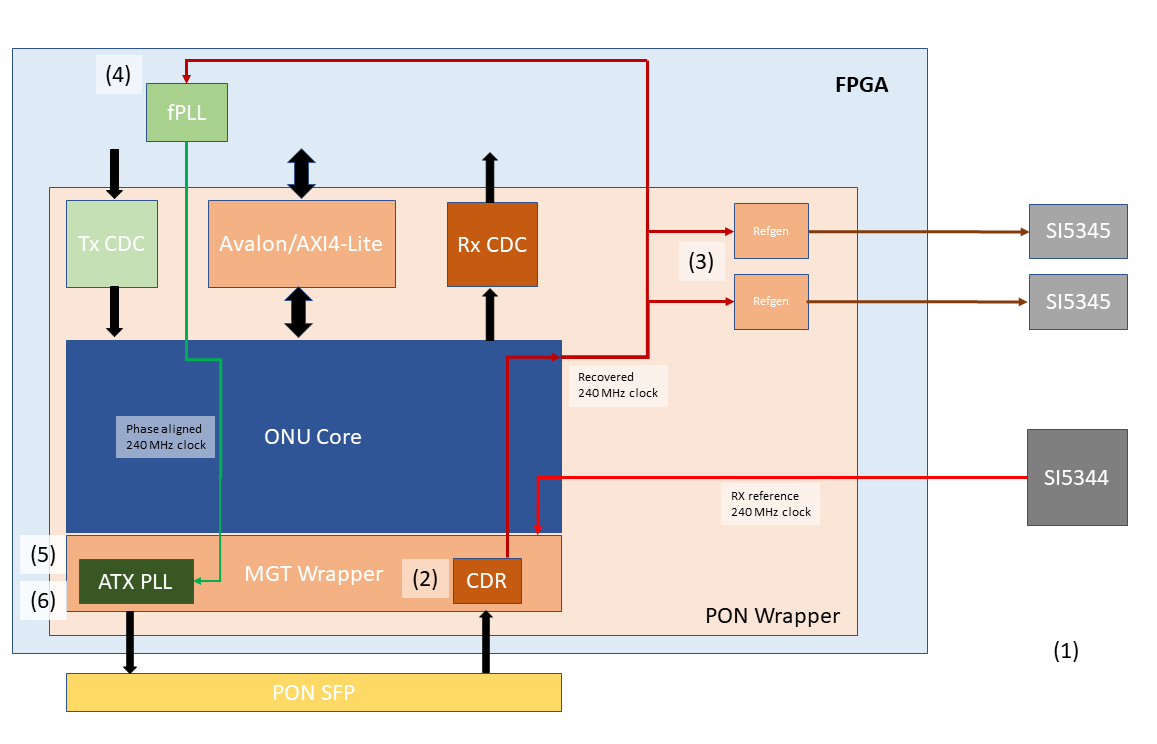 (4)
FPGA
fPLL
Tx CDC
Avalon/AXI4-Lite
Rx CDC
Refgen
SI5345
(3)
Refgen
SI5345
Recovered
240 MHz clock
Phase aligned
240 MHz clock
ONU Core
SI5344
RX reference
240 MHz clock
(5)
ATX PLL
MGT Wrapper
(2)
CDR
(6)
PON Wrapper
(1)
PON SFP